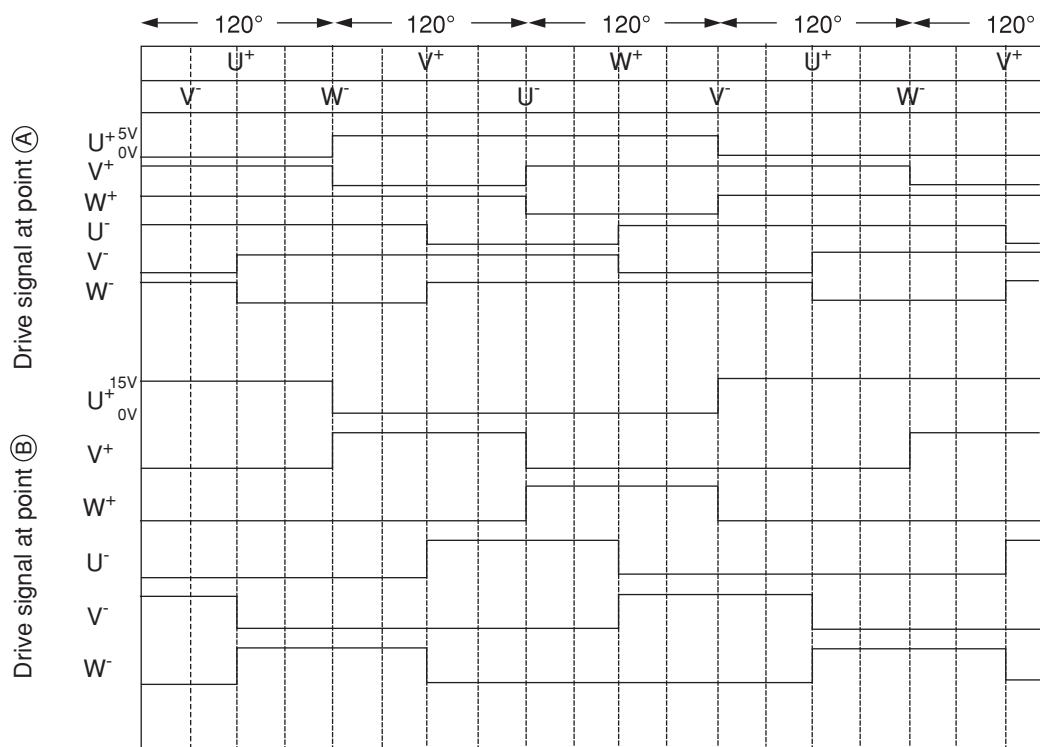 120° 120° 120° 120° 120°
U⁺ V⁺ W⁺ U⁺ V⁺
V⁻ W⁻ U⁻ V⁻ W⁻
Drive signal at point Ⓐ
U⁺ 5V
0V
V⁺
W⁺
U⁻
V⁻
W⁻
Drive signal at point Ⓑ
U⁺ 15V
0V
V⁺
W⁺
U⁻
V⁻
W⁻